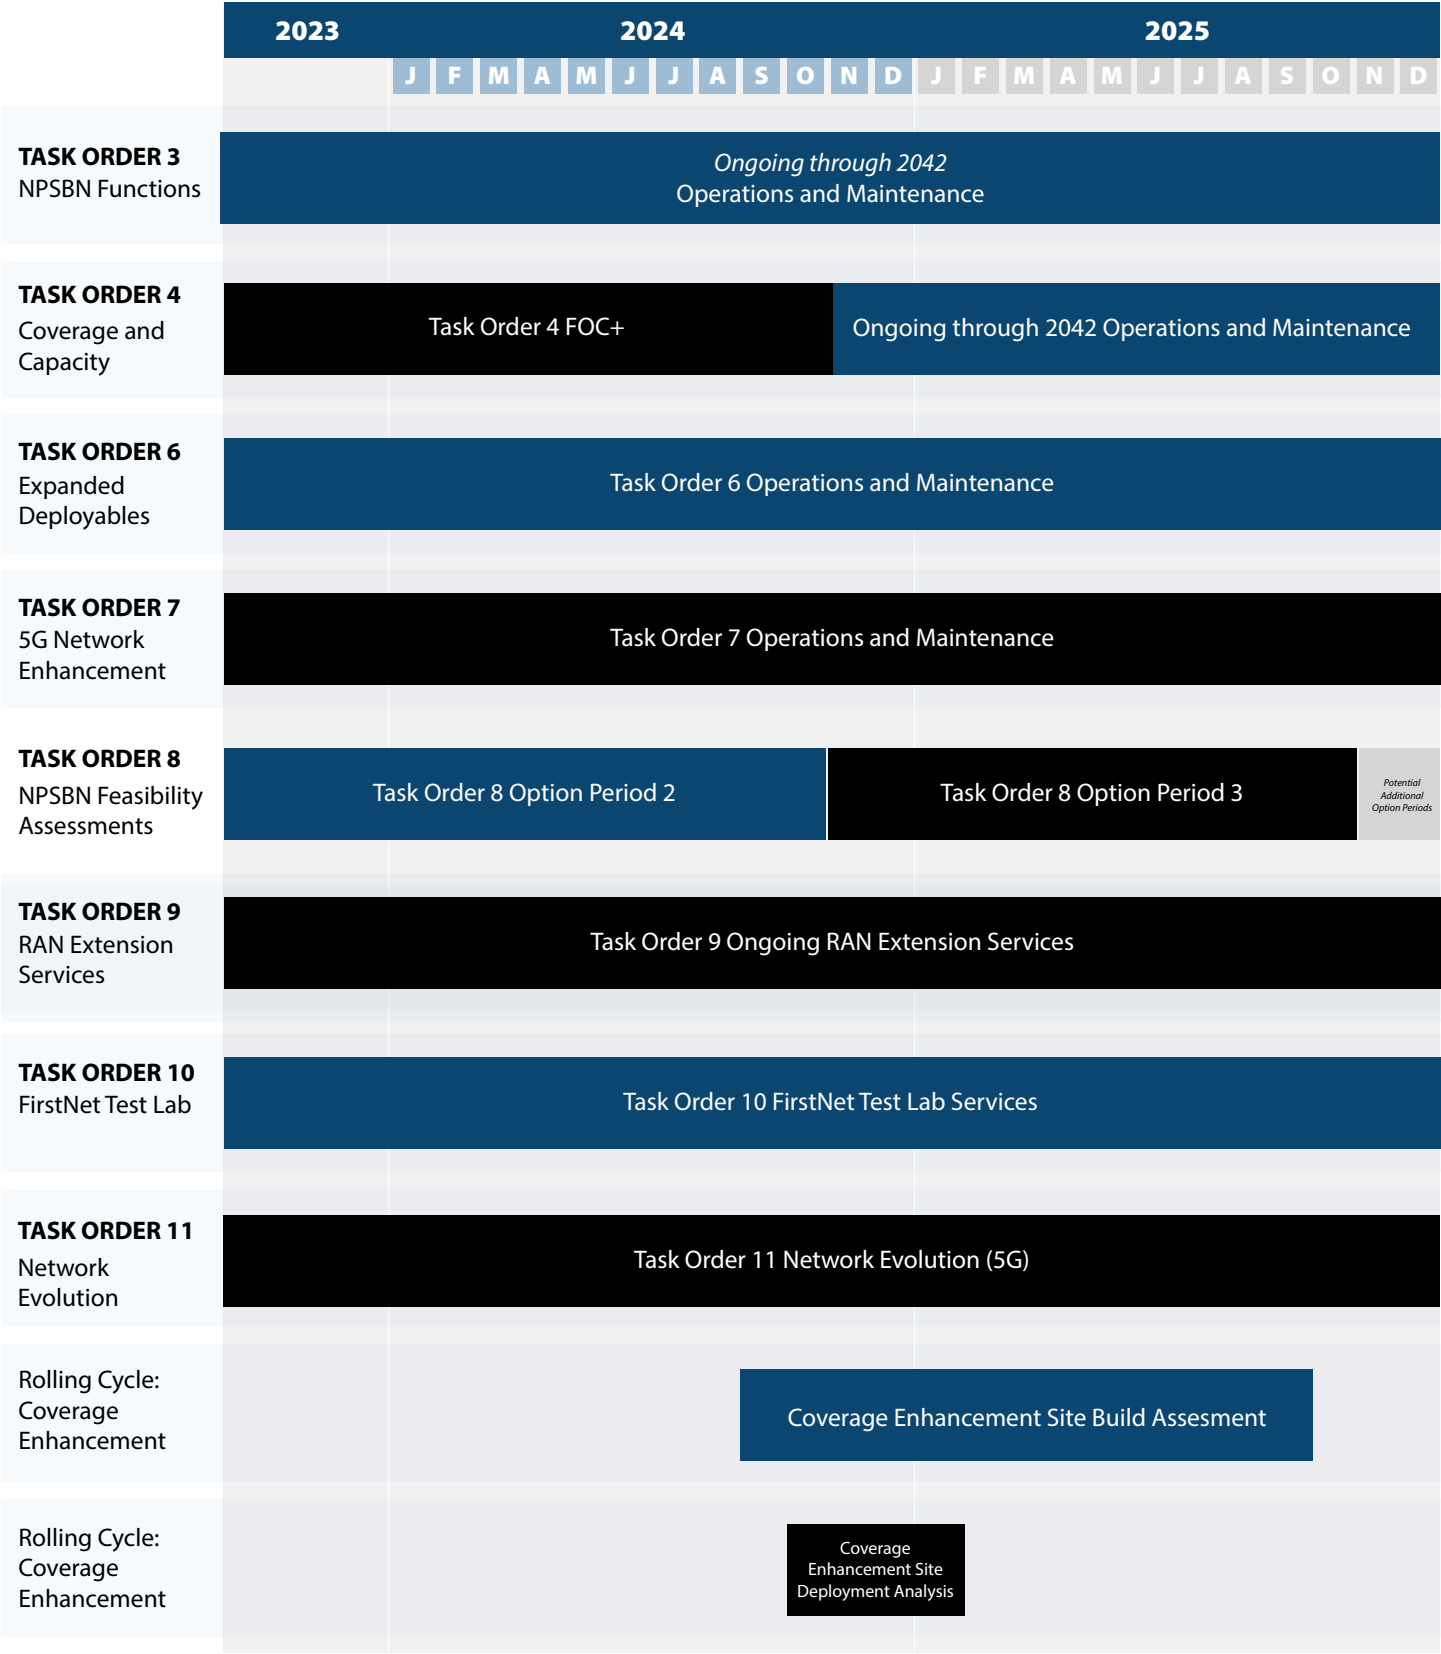 2023 2024 2025
J F M A M J J A S O N D J F M A M J J A S O N D
TASK ORDER 3
NPSBN Functions
Ongoing through 2042
Operations and Maintenance
TASK ORDER 4
Coverage and
Capacity
Task Order 4 FOC+
Ongoing through 2042 Operations and Maintenance
TASK ORDER 6
Expanded
Deployables
Task Order 6 Operations and Maintenance
TASK ORDER 7
5G Network
Enhancement
Task Order 7 Operations and Maintenance
TASK ORDER 8
NPSBN Feasibility
Assessments
Task Order 8 Option Period 2
Task Order 8 Option Period 3
Potential
Additional
Option Periods
TASK ORDER 9
RAN Extension
Services
Task Order 9 Ongoing RAN Extension Services
TASK ORDER 10
FirstNet Test Lab
Task Order 10 FirstNet Test Lab Services
TASK ORDER 11
Network
Evolution
Task Order 11 Network Evolution (5G)
Rolling Cycle:
Coverage
Enhancement
Coverage Enhancement Site Build Assesment
Rolling Cycle:
Coverage
Enhancement
Coverage
Enhancement Site
Deployment Analysis